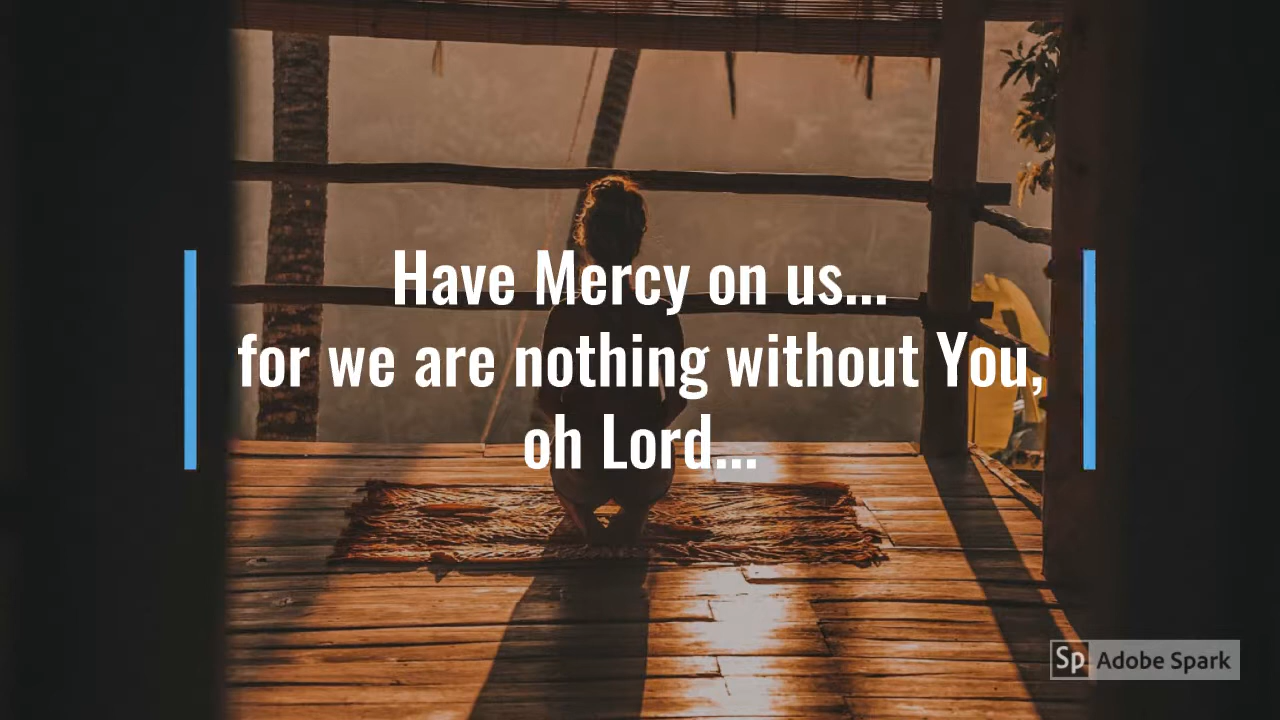 Have Mercy on us...
for we are nothing without You,
oh Lord...
Sp Adobe Spark